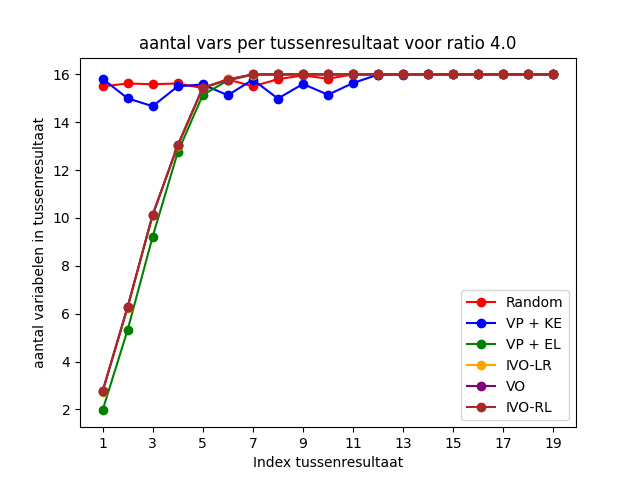 aantal vars per tussenresultaat voor ratio 4.0
aantal variabelen in tussenresultaat
16
14
12
10
8
6
4
2
Random
VP + KE
VP + EL
IVO-LR
VO
IVO-RL
1 3 5 7 9 11 13 15 17 19
Index tussenresultaat